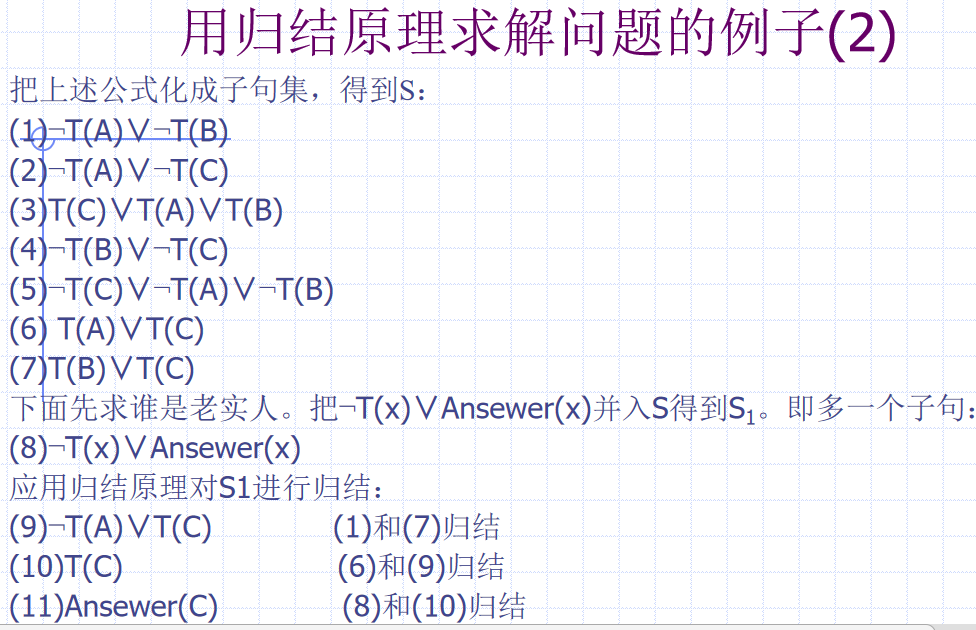 用归结原理求解问题的例子(2)
把上述公式化成子句集，得到S：
(1)¬T(A)∨¬T(B)
(2)¬T(A)∨¬T(C)
(3)T(C)∨T(A)∨T(B)
(4)¬T(B)∨¬T(C)
(5)¬T(C)∨¬T(A)∨¬T(B)
(6) T(A)∨T(C)
(7)T(B)∨T(C)
下面先求谁是老实人。把¬T(x)∨Ansewer(x)并入S得到S₁。即多一个子句：
(8)¬T(x)∨Ansewer(x)
应用归结原理对S1进行归结：
(9)¬T(A)∨T(C) (1)和(7)归结
(10)T(C) (6)和(9)归结
(11)Ansewer(C) (8)和(10)归结